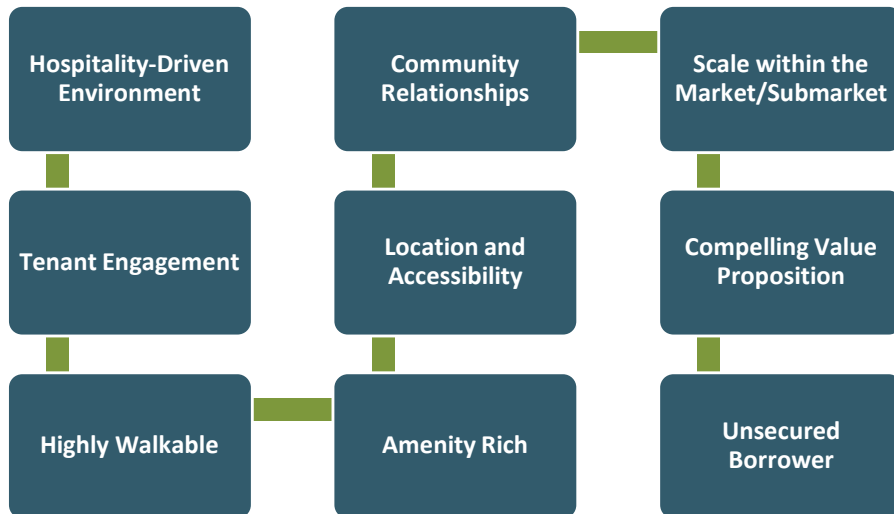 Hospitality-Driven
Environment
Tenant Engagement
Highly Walkable
Amenity Rich
Location and
Accessibility
Community
Relationships
Scale within the
Market/Submarket
Compelling Value
Proposition
Unsecured
Borrower